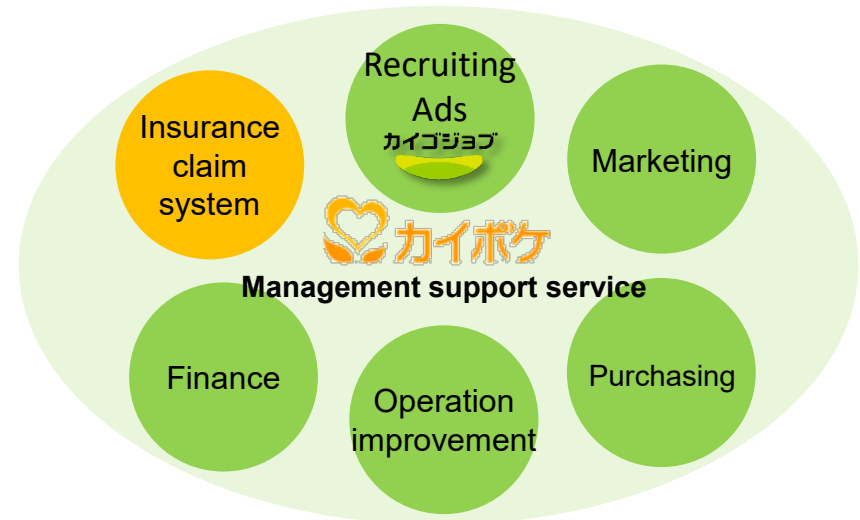 Recruiting
Ads
カイゴジョブ
Insurance
claim
system
Marketing
カイポケ
Management support service
Finance
Operation
improvement
Purchasing